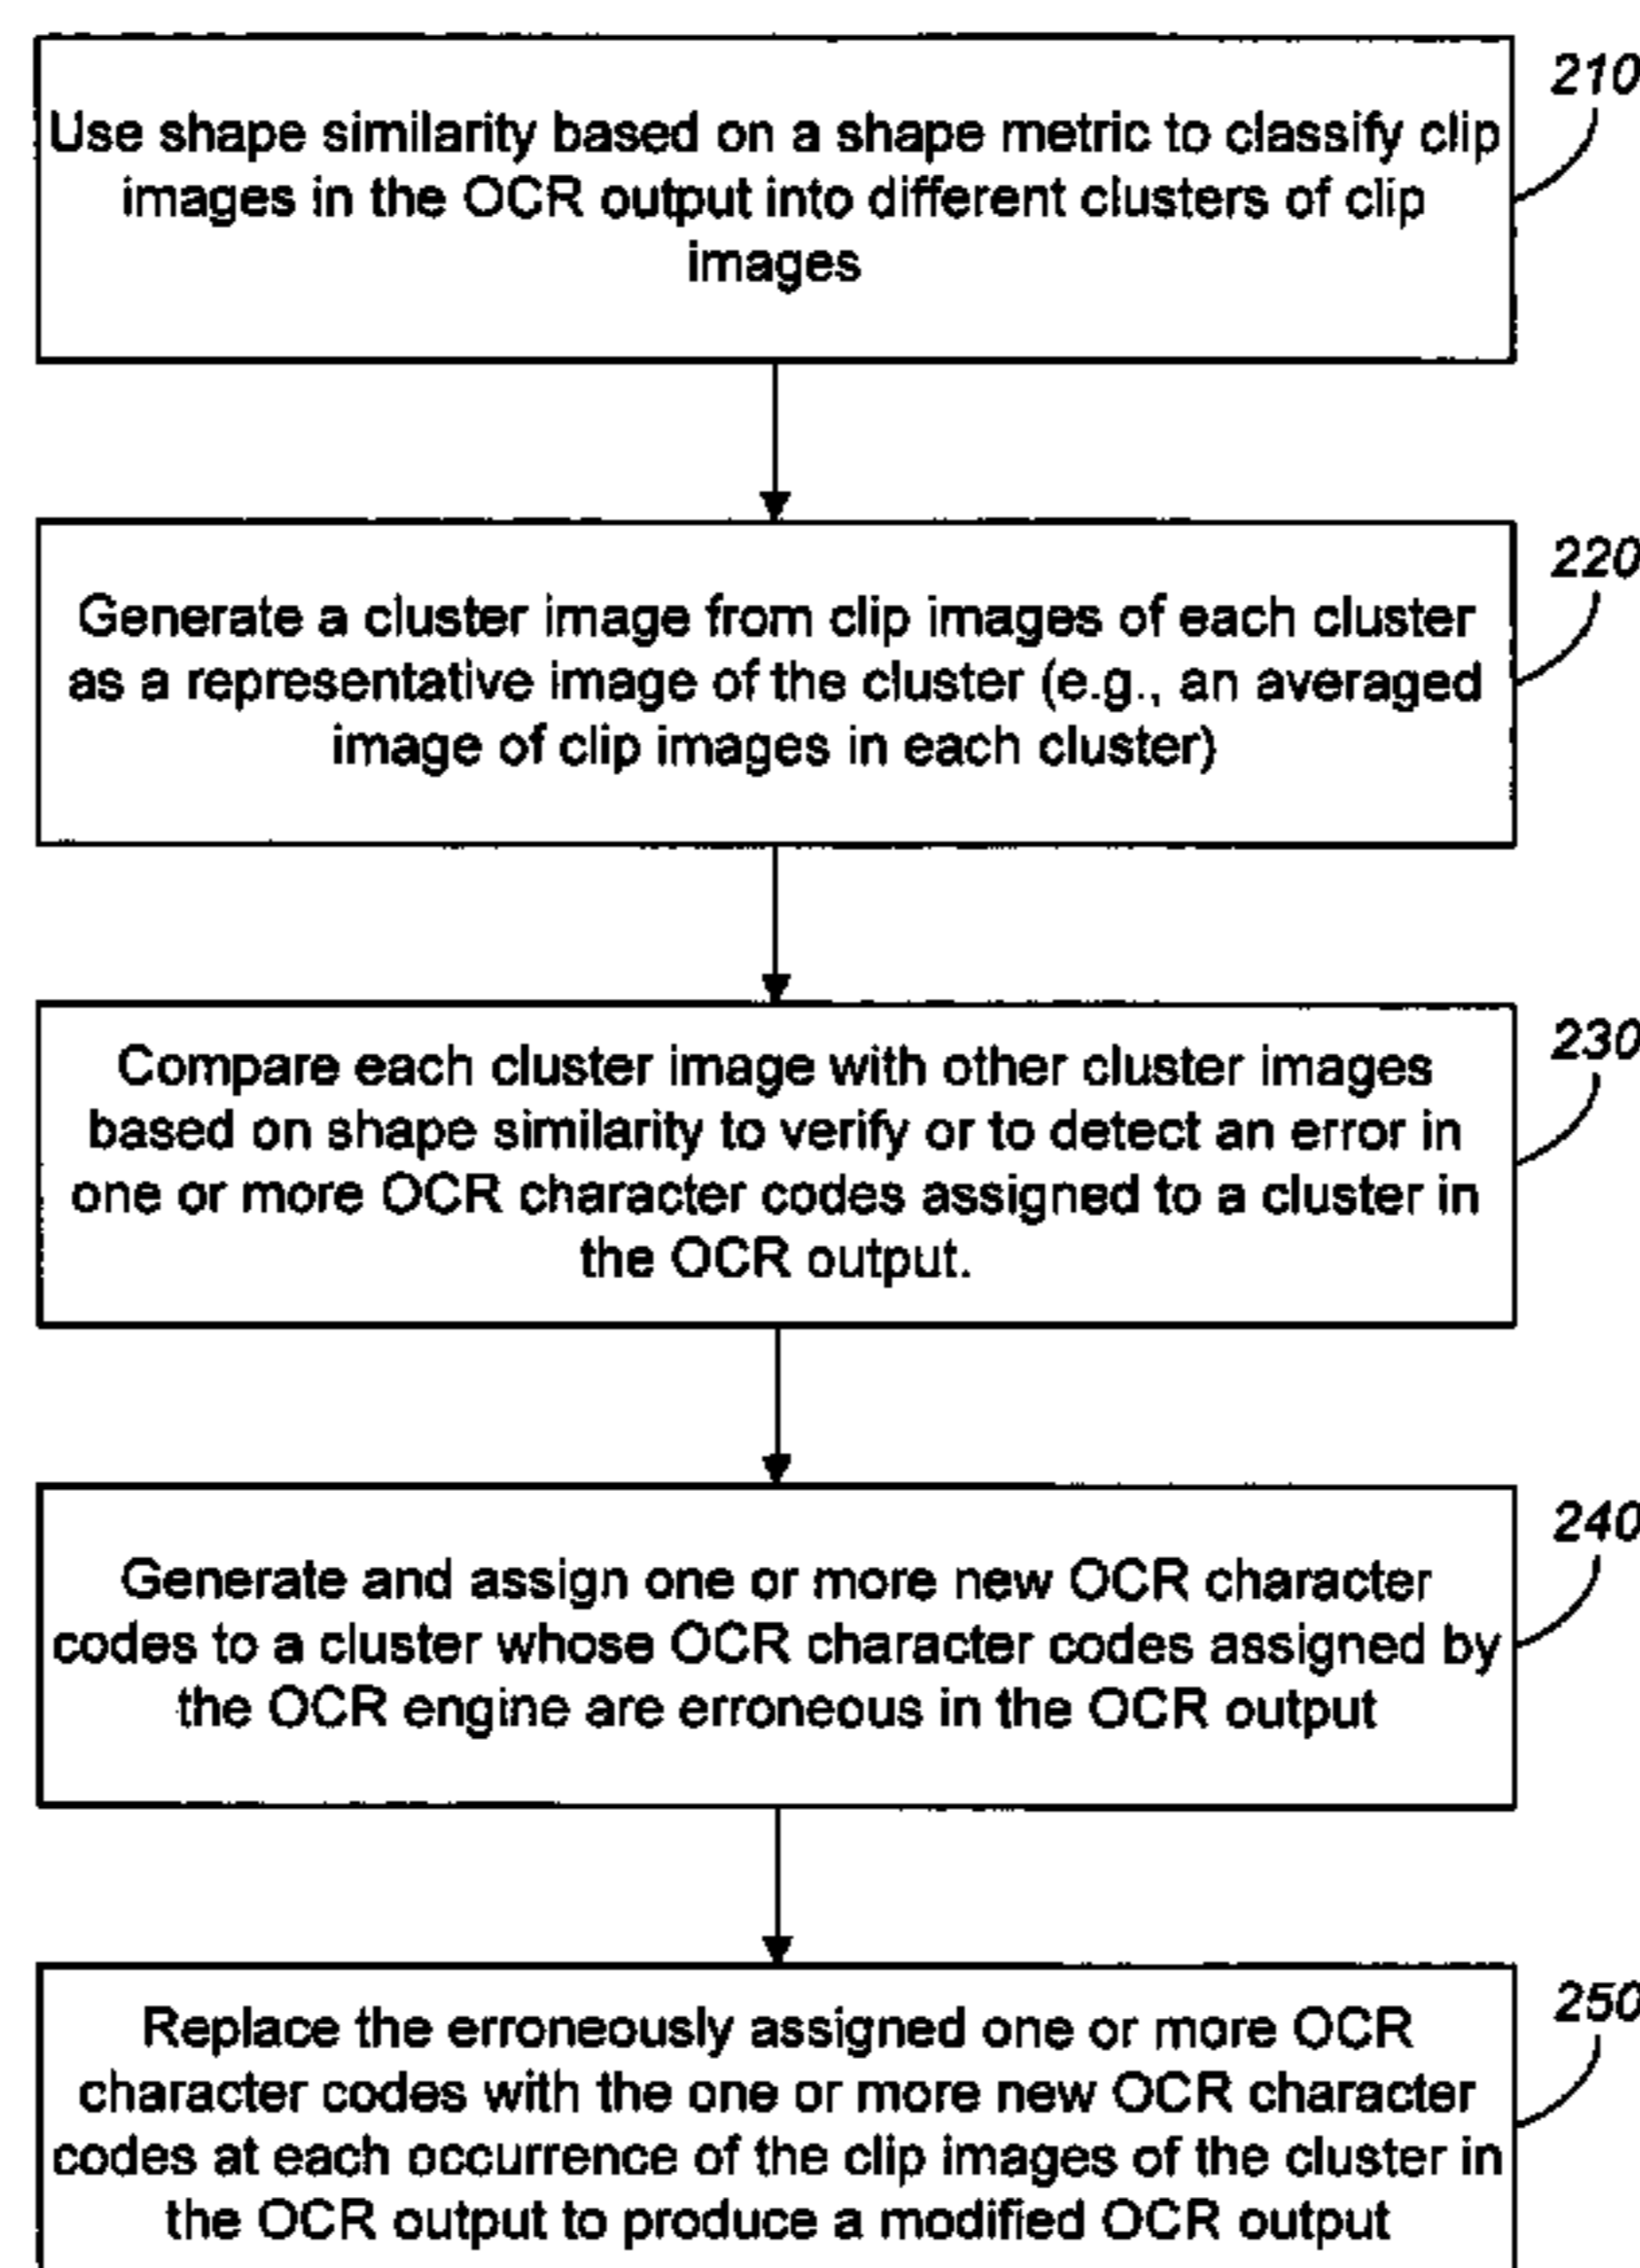 210
Use shape similarity based on a shape metric to classify clip
images in the OCR output into different clusters of clip
images
220
Generate a cluster image from clip images of each cluster
as a representative image of the cluster (e.g., an averaged
image of clip images in each cluster)
230
Compare each cluster image with other cluster images
based on shape similarity to verify or to detect an error in
one or more OCR character codes assigned to a cluster in
the OCR output.
240
Generate and assign one or more new OCR character
codes to a cluster whose OCR character codes assigned by
the OCR engine are erroneous in the OCR output
250
Replace the erroneously assigned one or more OCR
character codes with the one or more new OCR character
codes at each occurrence of the clip images of the cluster in
the OCR output to produce a modified OCR output